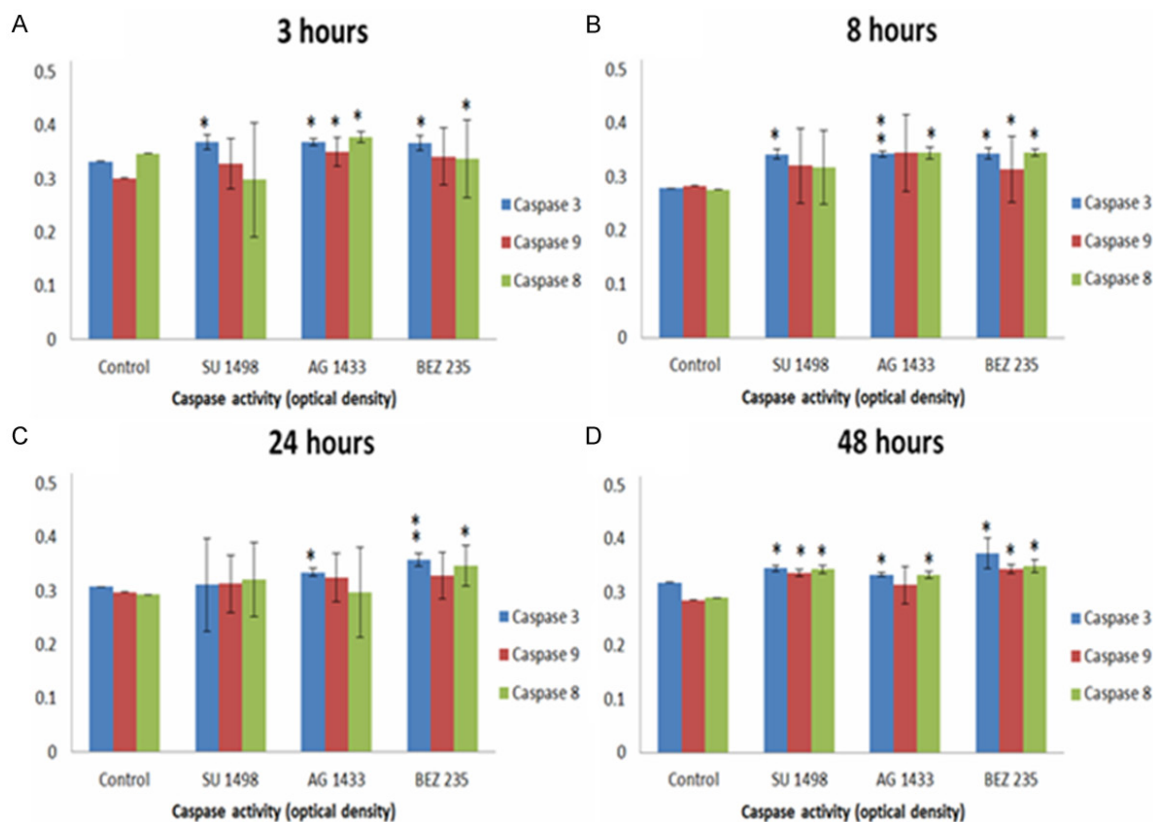 A
3 hours
0.5
0.4
0.3
0.2
0.1
0
* * * * * *
Control SU 1498 AG 1433 BEZ 235
Caspase activity (optical density)
Caspase 3
Caspase 9
Caspase 8
B
8 hours
0.5
0.4
0.3
0.2
0.1
0
* * * * * * *
Control SU 1498 AG 1433 BEZ 235
Caspase activity (optical density)
Caspase 3
Caspase 9
Caspase 8
C
24 hours
0.5
0.4
0.3
0.2
0.1
0
* * * *
Control SU 1498 AG 1433 BEZ 235
Caspase activity (optical density)
Caspase 3
Caspase 9
Caspase 8
D
48 hours
0.5
0.4
0.3
0.2
0.1
0
* * * * * * * *
Control SU 1498 AG 1433 BEZ 235
Caspase activity (optical density)
Caspase 3
Caspase 9
Caspase 8